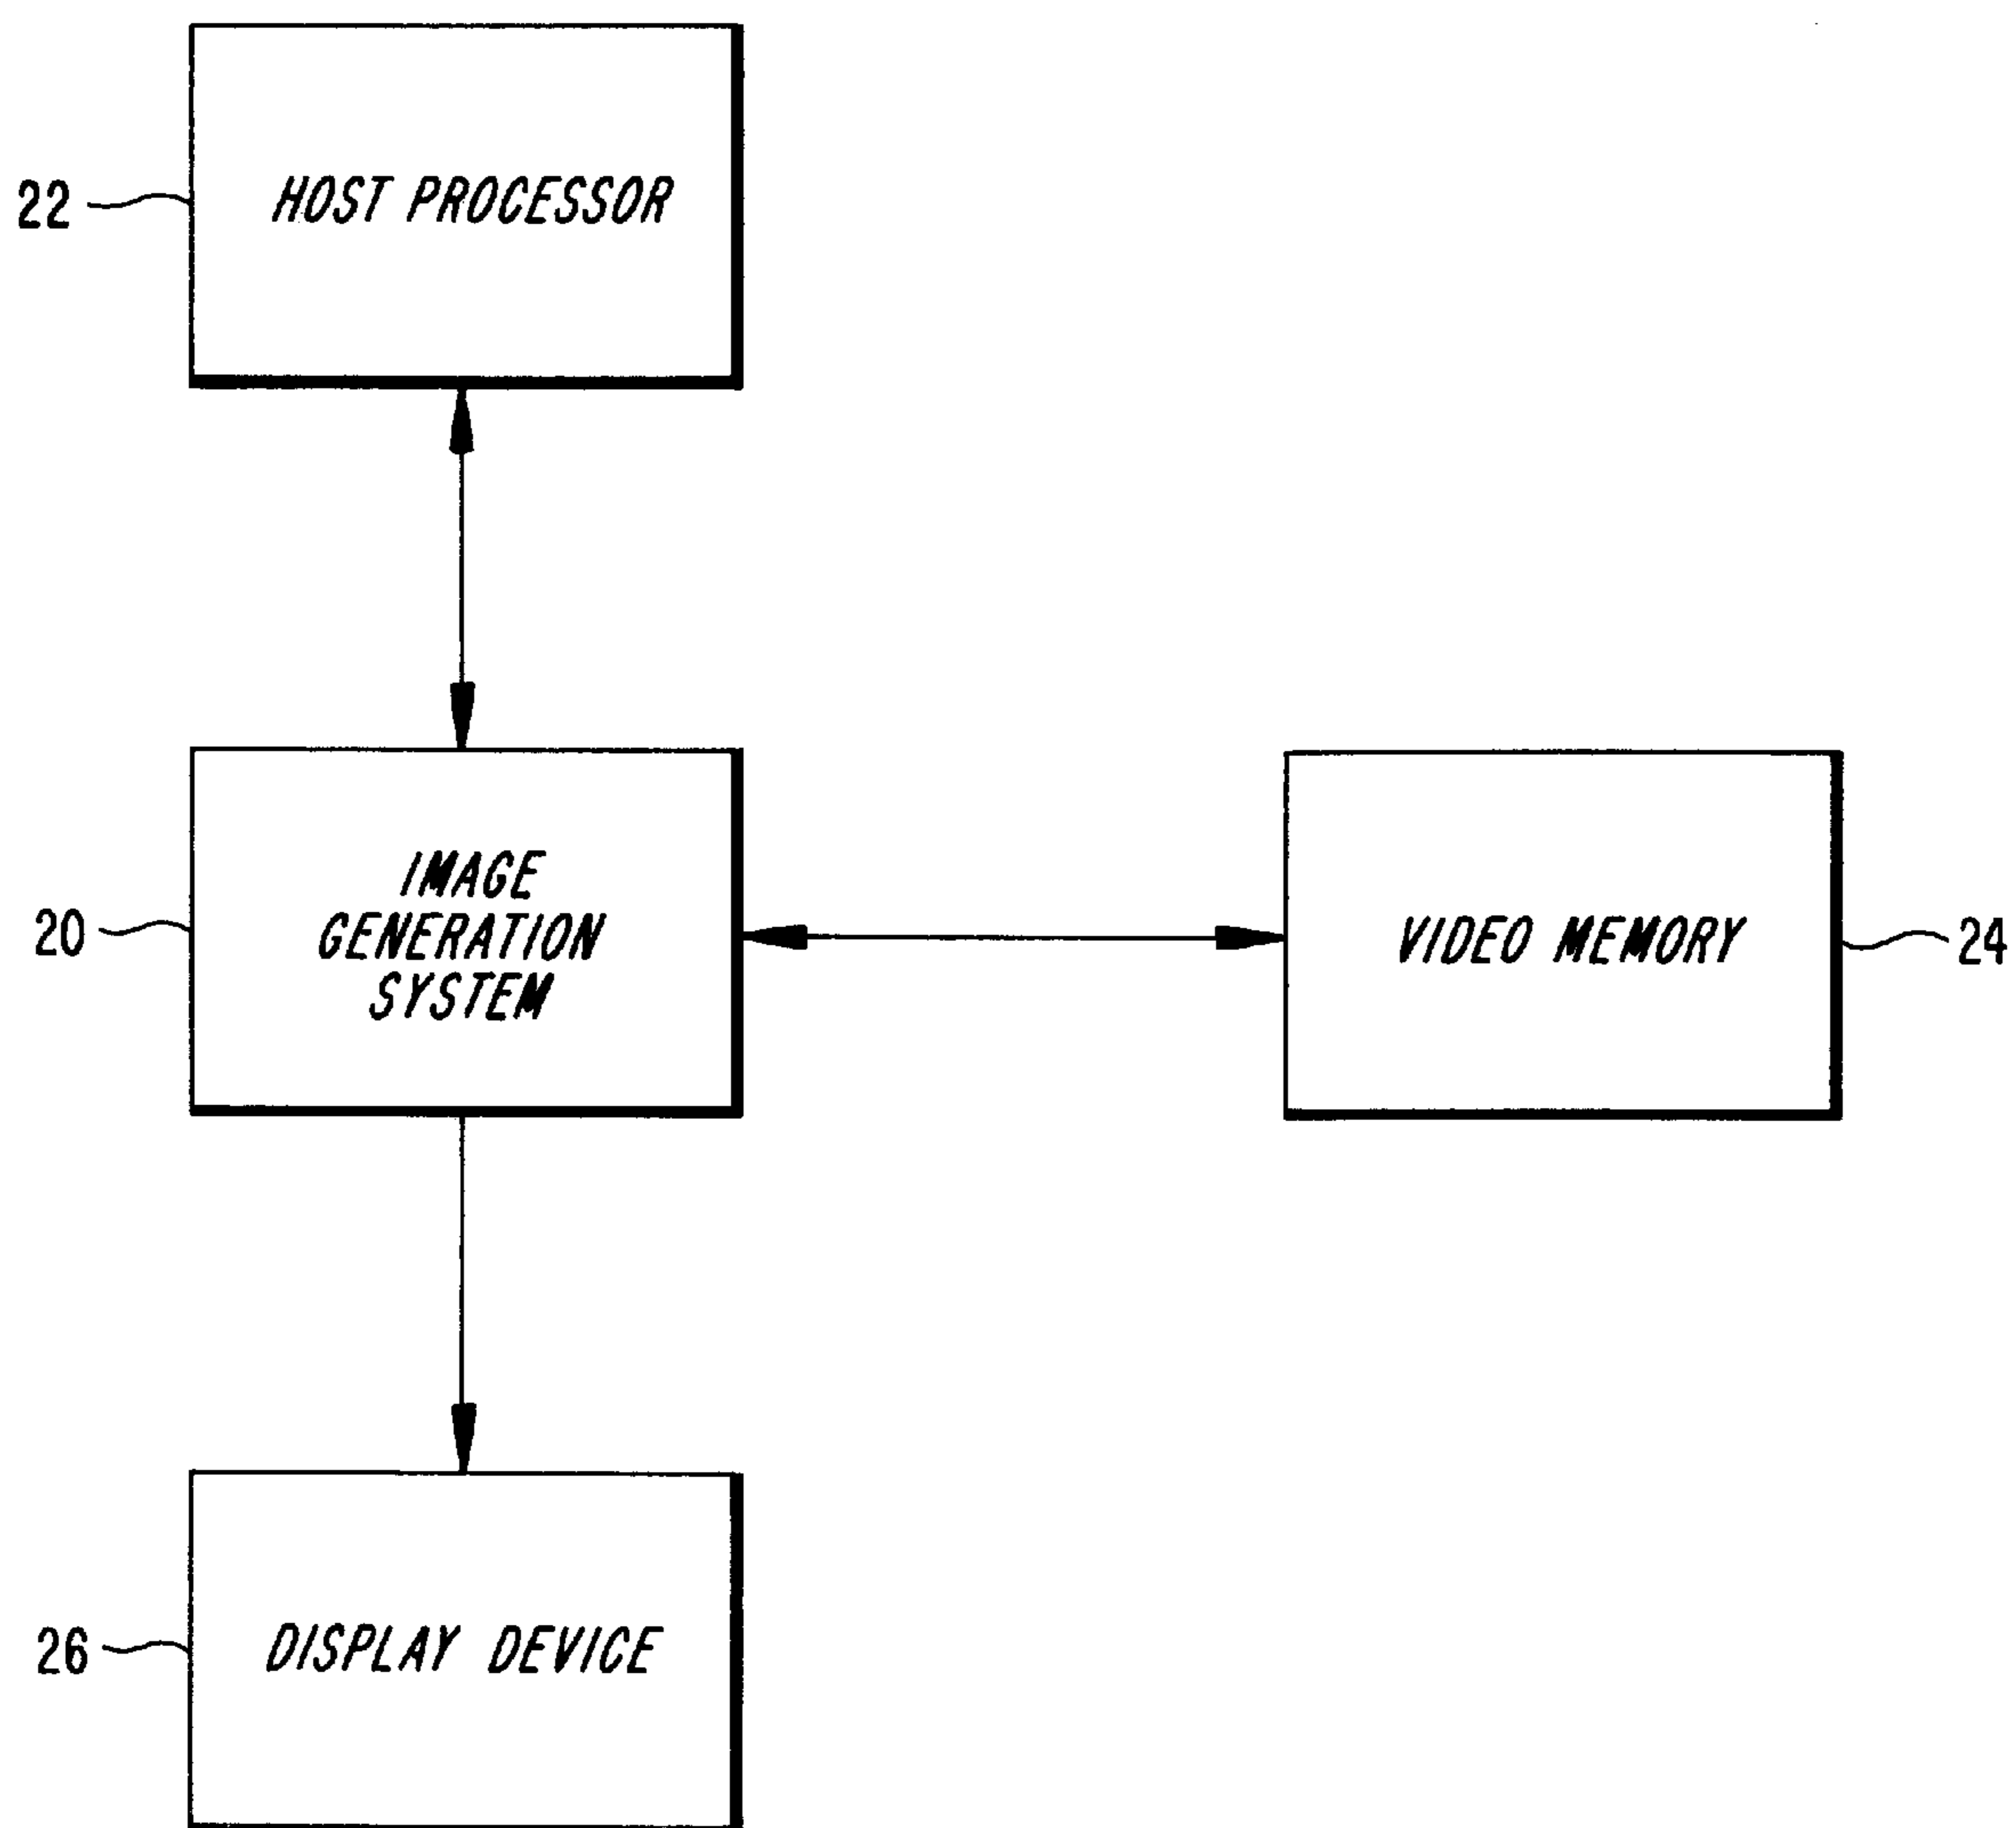 22
HOST PROCESSOR
20
IMAGE
GENERATION
SYSTEM
VIDEO MEMORY
24
26
DISPLAY DEVICE